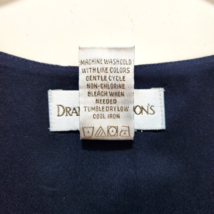 MACHINE WASH COLD
WITH LIKE COLORS
GENTLE CYCLE
NON-CHLORINE
BLEACH WHEN
NEEDED
TUMBLE DRY LOW
COOL IRON